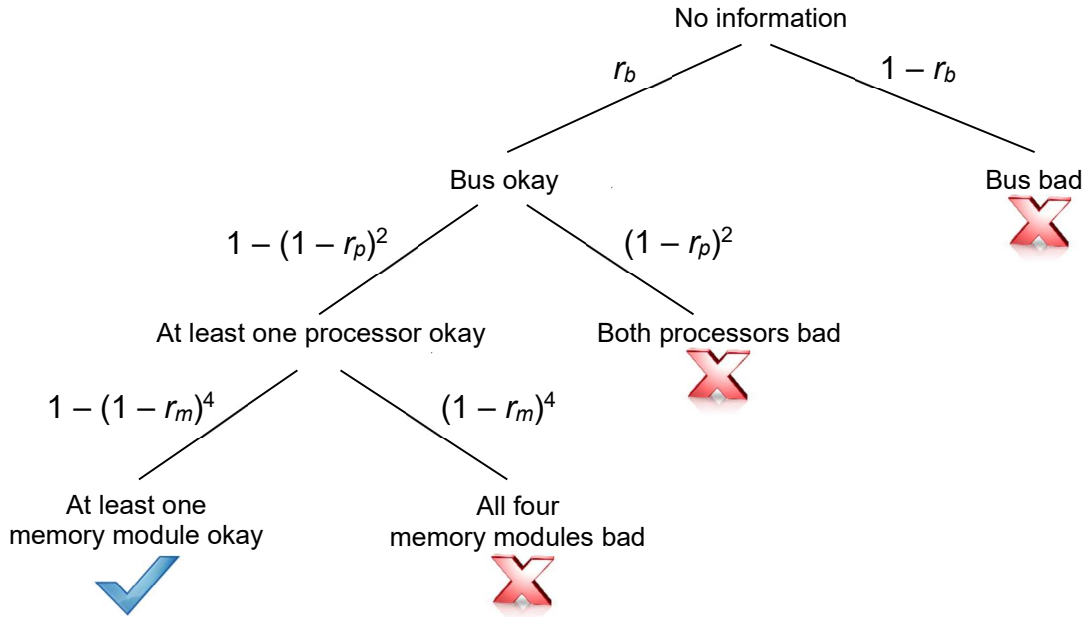 No information
r_b
1 – r_b
Bus okay
Bus bad
1 – (1 – r_p)²
(1 – r_p)²
At least one processor okay
Both processors bad
1 – (1 – r_m)⁴
(1 – r_m)⁴
At least one
memory module okay
All four
memory modules bad